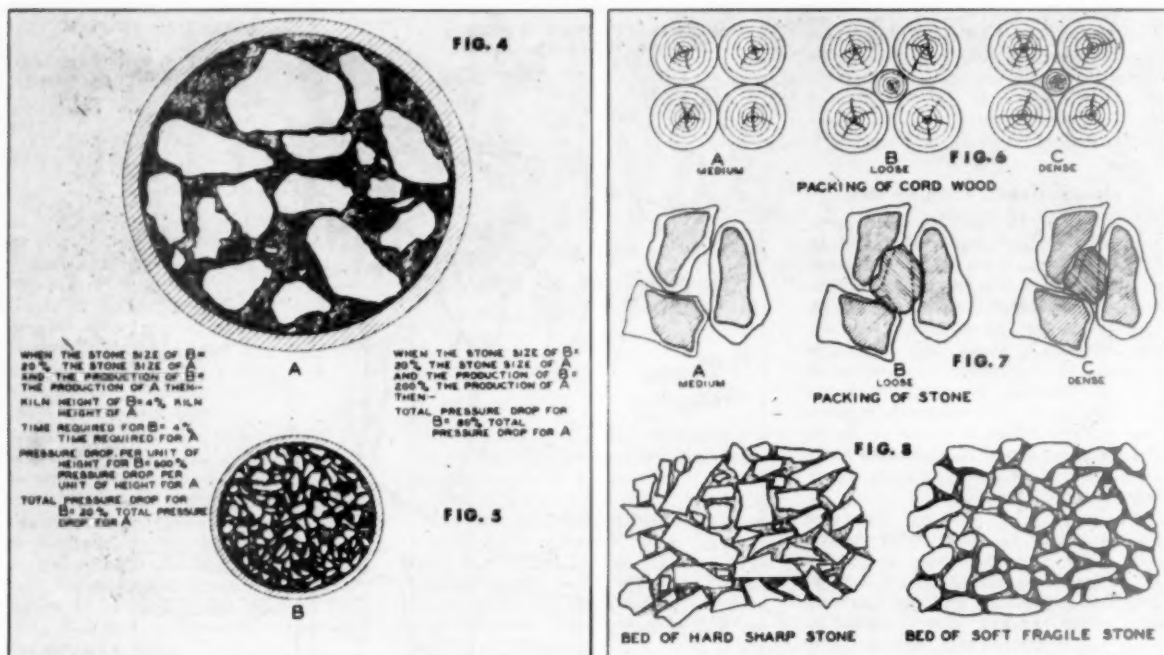 FIG. 4
A
WHEN THE STONE SIZE OF B=
20% THE STONE SIZE OF A
AND THE PRODUCTION OF B=
THE PRODUCTION OF A THEN—
KILN HEIGHT OF B=4% KILN
HEIGHT OF A
TIME REQUIRED FOR B= 4%
TIME REQUIRED FOR A
PRESSURE DROP PER UNIT OF
HEIGHT FOR B=500%
PRESSURE DROP PER
UNIT OF HEIGHT FOR A
TOTAL PRESSURE DROP FOR
B= 20% TOTAL PRESSURE
DROP FOR A
WHEN THE STONE SIZE OF B=
THE STONE SIZE OF A
AND THE PRODUCTION OF B=
200% THE PRODUCTION OF A
THEN—
TOTAL PRESSURE DROP FOR
B= TOTAL
PRESSURE DROP FOR A
FIG. 5
B
A
MEDIUM
B
LOOSE
FIG. 6
C
DENSE
PACKING OF CORD WOOD
A
MEDIUM
B
LOOSE
FIG. 7
C
DENSE
PACKING OF STONE
FIG. 8
BED OF HARD SHARP STONE
BED OF SOFT FRAGILE STONE